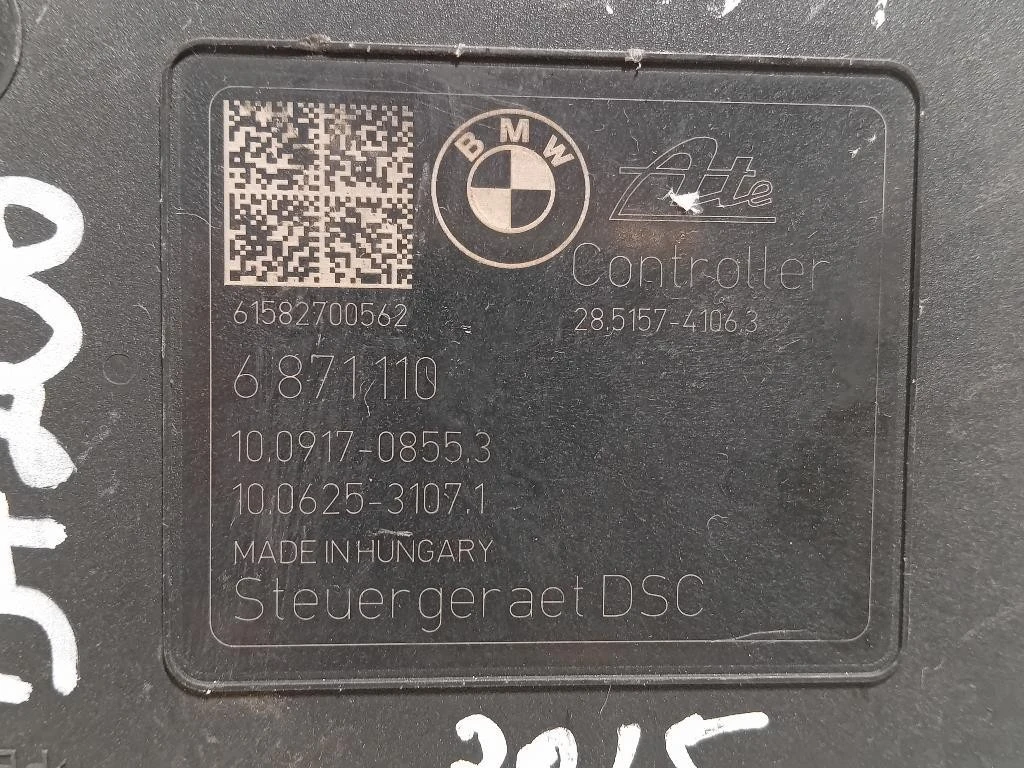 BMW
Ate
Controller
61582700562
28.5157-4106.3
6 871 110
10.0917-0855.3
10.0625-3107.1
MADE IN HUNGARY
Steuergeraet DSC
2015